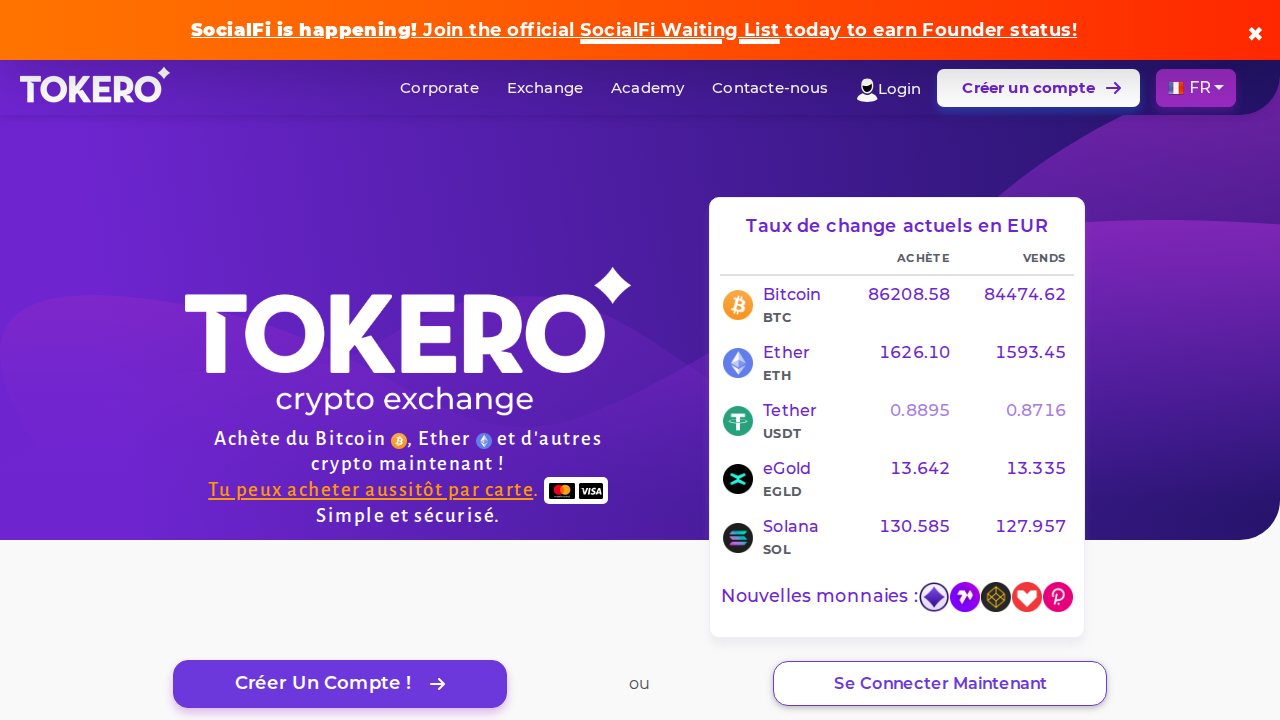 SocialFi is happening! Join the official SocialFi Waiting List today to earn Founder status!
✖
TOKERO
Corporate
Exchange
Academy
Contacte-nous
Login
Créer un compte
FR
TOKERO
crypto exchange
Achète du Bitcoin , Ether et d'autres
crypto maintenant !
Tu peux acheter aussitôt par carte. VISA
Simple et sécurisé.
Taux de change actuels en EUR
ACHÈTE VENDS
Bitcoin 86208.58 84474.62
BTC
Ether 1626.10 1593.45
ETH
Tether 0.8895 0.8716
USDT
eGold 13.642 13.335
EGLD
Solana 130.585 127.957
SOL
Nouvelles monnaies :
Créer Un Compte !
ou
Se Connecter Maintenant